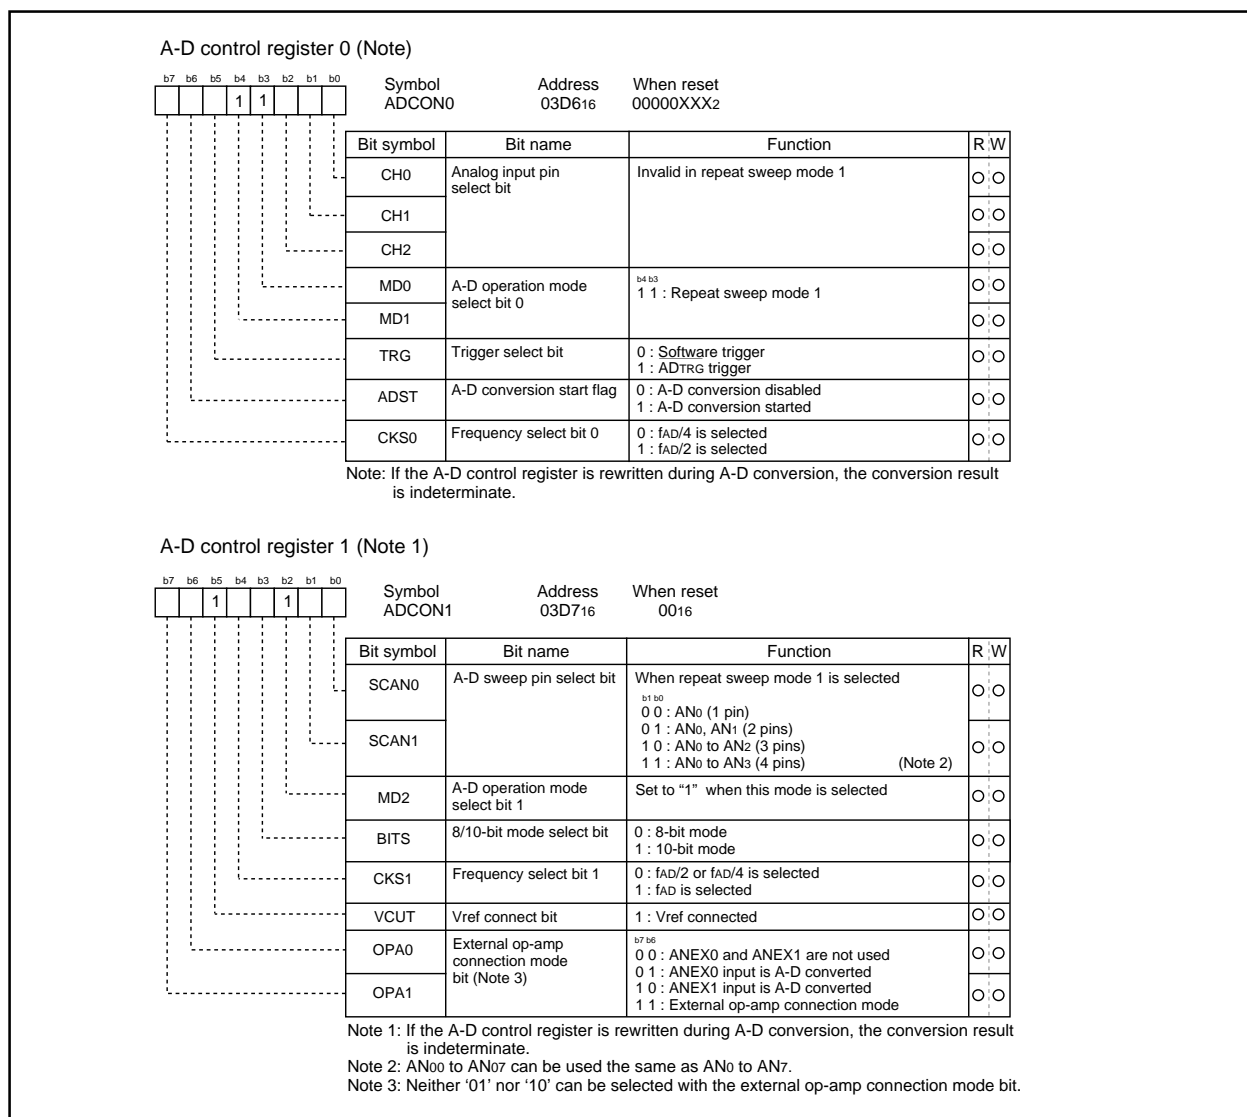 A-D control register 0 (Note)
b7 b6 b5 b4 b3 b2 b1 b0
Symbol Address When reset
1 1 ADCON0 03D616 00000XXX2
Bit symbol Bit name Function R W
CH0 Analog input pin select bit Invalid in repeat sweep mode 1
CH1
CH2
MD0 A-D operation mode select bit 0
b4 b3
1 1 : Repeat sweep mode 1
MD1
TRG Trigger select bit 0 : Software trigger
1 : ADTRG trigger
ADST A-D conversion start flag 0 : A-D conversion disabled
1 : A-D conversion started
CKS0 Frequency select bit 0 0 : fAD/4 is selected
1 : fAD/2 is selected
Note: If the A-D control register is rewritten during A-D conversion, the conversion result
is indeterminate.
A-D control register 1 (Note 1)
b7 b6 b5 b4 b3 b2 b1 b0
Symbol Address When reset
1 1 ADCON1 03D716 0016
Bit symbol Bit name Function R W
SCAN0 A-D sweep pin select bit When repeat sweep mode 1 is selected
b1 b0
0 0 : AN0 (1 pin)
0 1 : AN0, AN1 (2 pins)
SCAN1
1 0 : AN0 to AN2 (3 pins)
1 1 : AN0 to AN3 (4 pins) (Note 2)
MD2 A-D operation mode select bit 1 Set to “1” when this mode is selected
BITS 8/10-bit mode select bit 0 : 8-bit mode
1 : 10-bit mode
CKS1 Frequency select bit 1 0 : fAD/2 or fAD/4 is selected
1 : fAD is selected
VCUT Vref connect bit 1 : Vref connected
OPA0 External op-amp connection mode bit (Note 3)
b7 b6
0 0 : ANEX0 and ANEX1 are not used
0 1 : ANEX0 input is A-D converted
OPA1
1 0 : ANEX1 input is A-D converted
1 1 : External op-amp connection mode
Note 1: If the A-D control register is rewritten during A-D conversion, the conversion result
is indeterminate.
Note 2: AN00 to AN07 can be used the same as AN0 to AN7.
Note 3: Neither ‘01’ nor ‘10’ can be selected with the external op-amp connection mode bit.